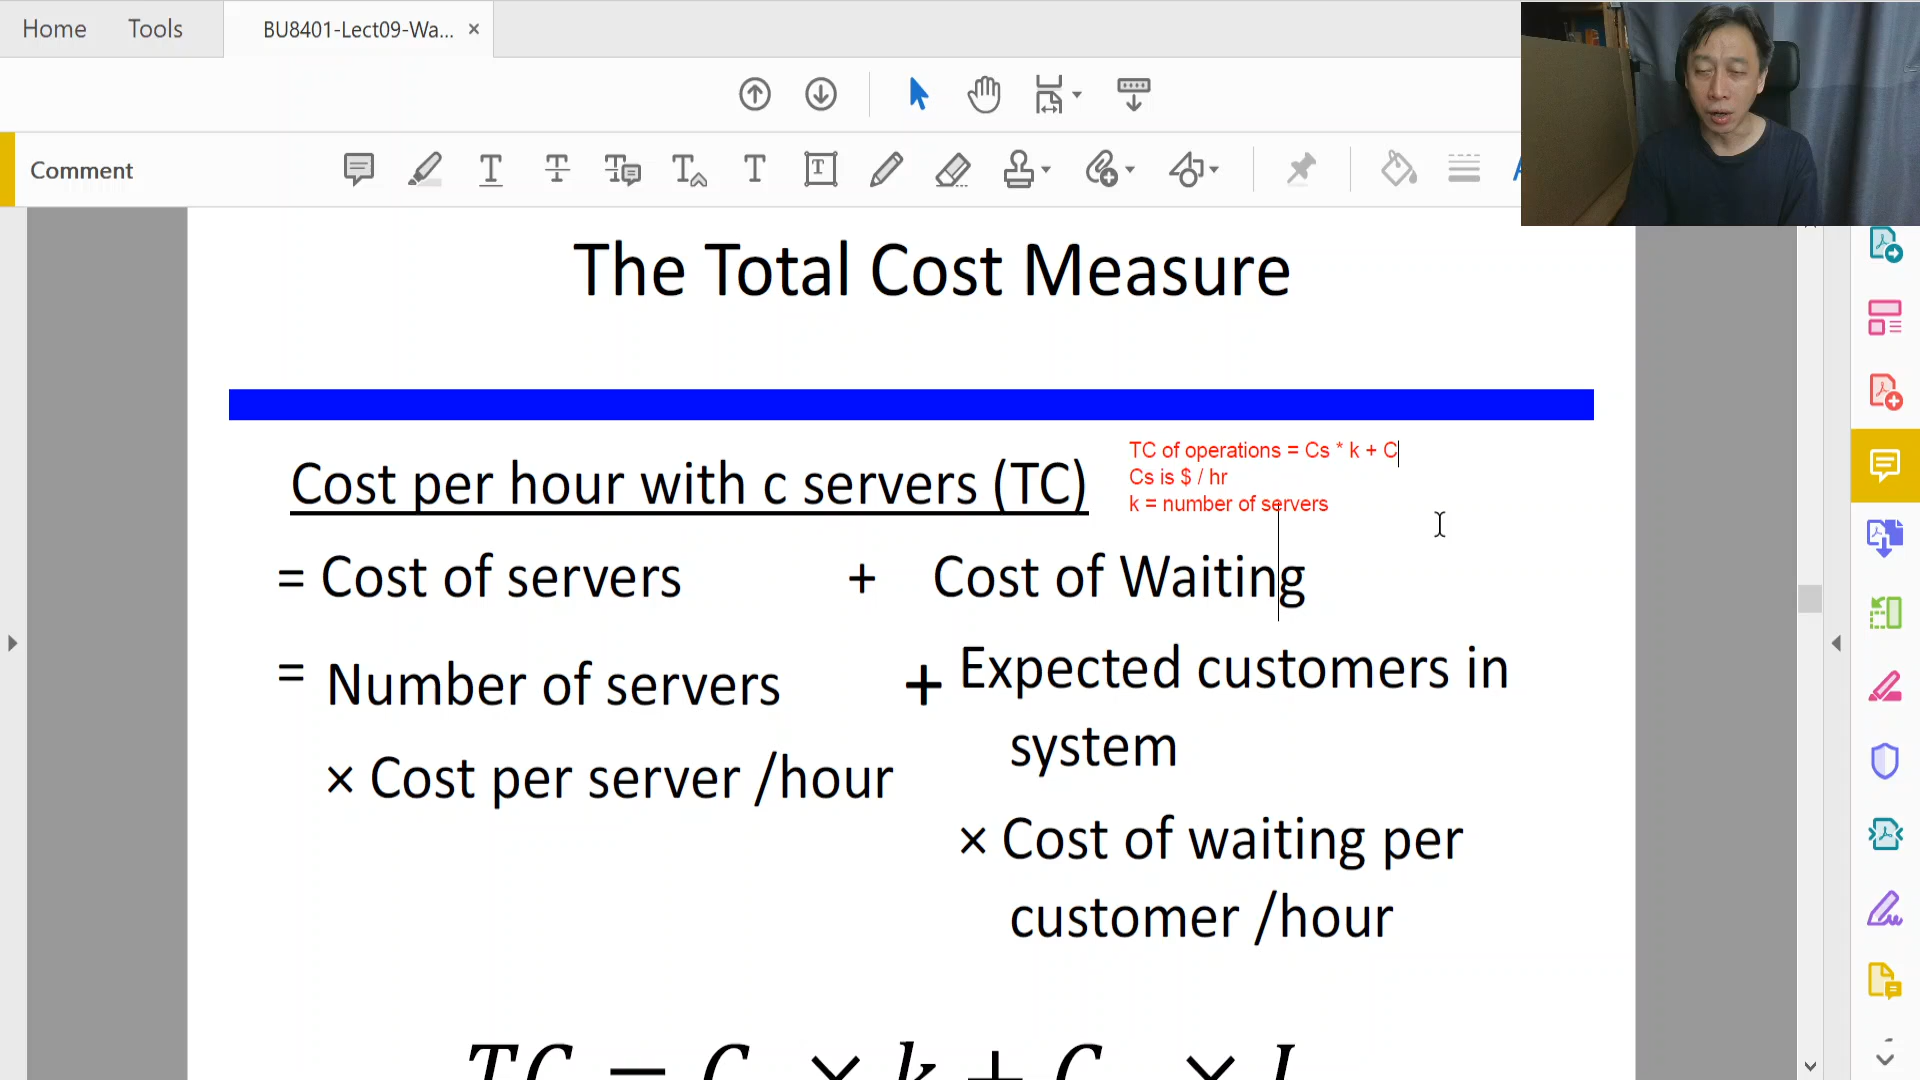 Home
Tools
BU8401-Lect09-Wa...
Comment
The Total Cost Measure
TC of operations = Cs * k + C
Cs is $ / hr
k = number of servers
Cost per hour with c servers (TC)
= Cost of servers + Cost of Waiting
= Number of servers + Expected customers in
system
× Cost per server /hour
× Cost of waiting per
customer /hour